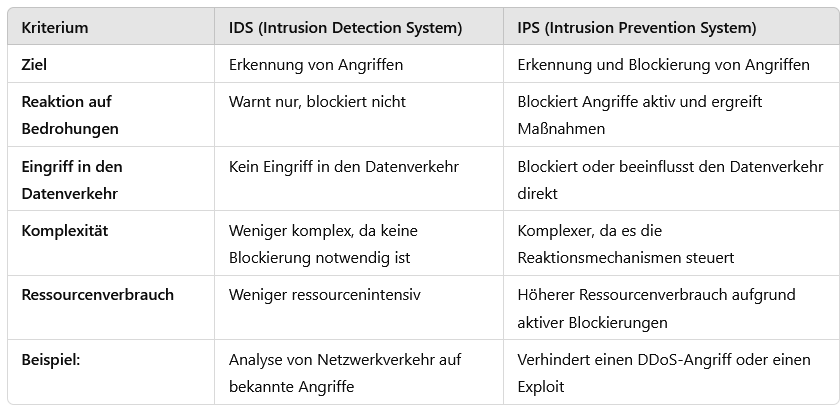 Kriterium IDS (Intrusion Detection System) IPS (Intrusion Prevention System)
Ziel Erkennung von Angriffen Erkennung und Blockierung von Angriffen
Reaktion auf Warnt nur, blockiert nicht Blockiert Angriffe aktiv und ergreift
Bedrohungen Maßnahmen
Eingriff in den Kein Eingriff in den Datenverkehr Blockiert oder beeinflusst den Datenverkehr
Datenverkehr direkt
Komplexität Weniger komplex, da keine Komplexer, da es die
Blockierung notwendig ist Reaktionsmechanismen steuert
Ressourcenverbrauch Weniger ressourcenintensiv Höherer Ressourcenverbrauch aufgrund
aktiver Blockierungen
Beispiel: Analyse von Netzwerkverkehr auf Verhindert einen DDoS-Angriff oder einen
bekannte Angriffe Exploit